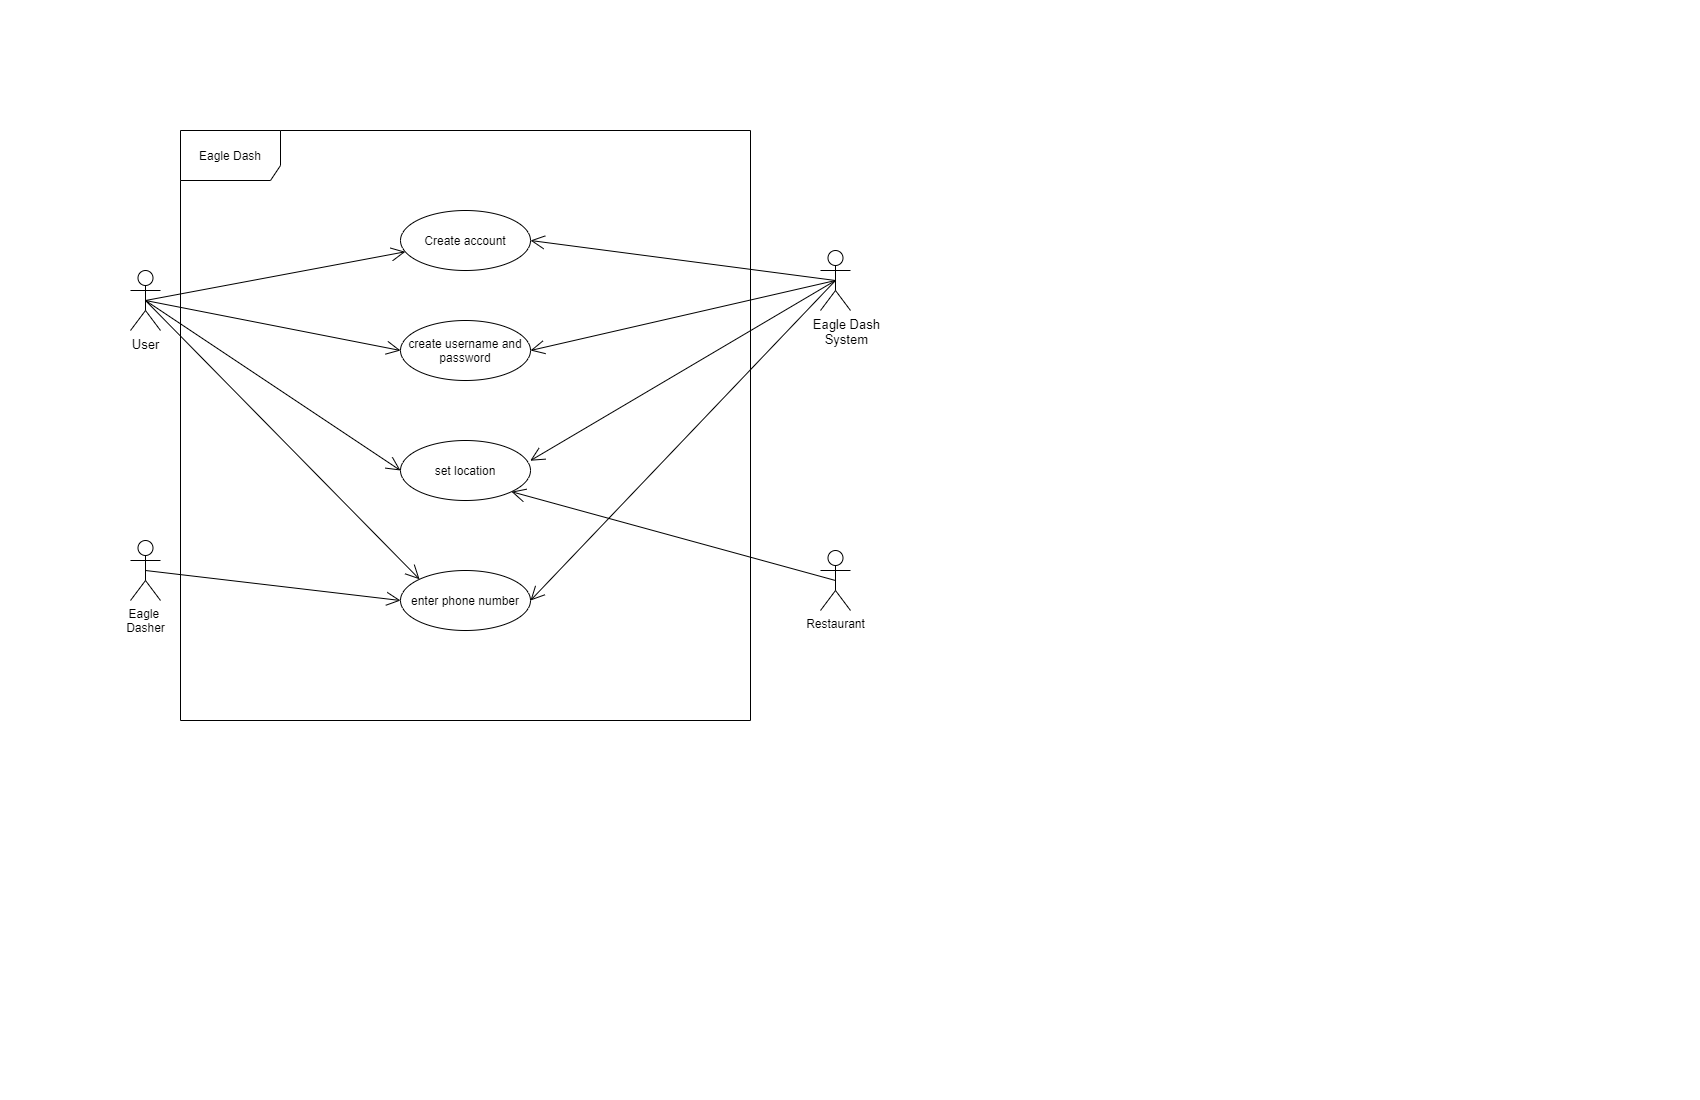 Eagle Dash
Create account
create username and
password
set location
enter phone number
User
Eagle
Dasher
Eagle Dash
System
Restaurant